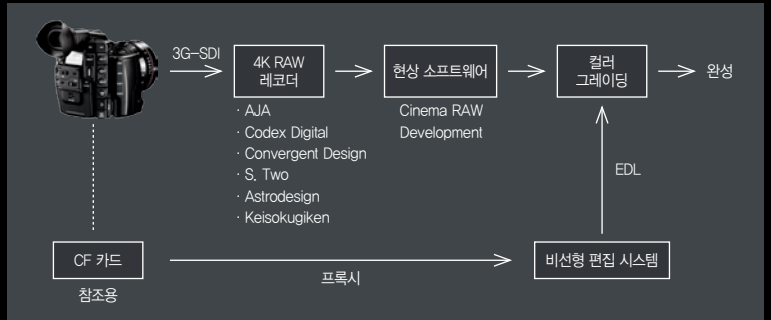 3G-SDI
4K RAW
레코더
현상 소프트웨어
컬러
그레이딩
완성
· AJA
· Codex Digital
· Convergent Design
· S. Two
· Astrodesign
· Keisokugiken
Cinema RAW
Development
EDL
CF 카드
참조용
프록시
비선형 편집 시스템